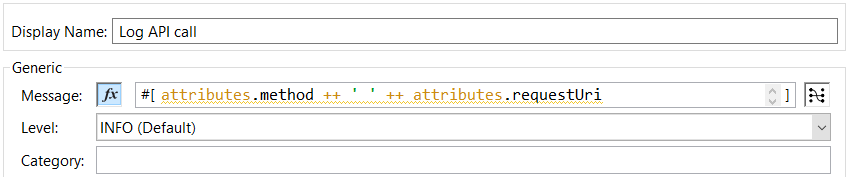 Display Name: Log API call
Generic
Message: fx #[ attributes.method ++ ' ' ++ attributes.requestUri ]
Level: INFO (Default)
Category: